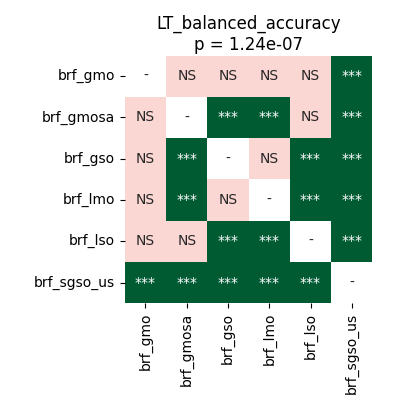 LT_balanced_accuracy
p = 1.24e-07
brf_gmo - NS NS NS NS ***
brf_gmosa NS - *** *** NS ***
brf_gso NS *** - NS *** ***
brf_lmo NS *** NS - *** ***
brf_lso NS NS *** *** - ***
brf_sgso_us *** *** *** *** *** -
brf_gmo brf_gmosa brf_gso brf_lmo brf_lso brf_sgso_us